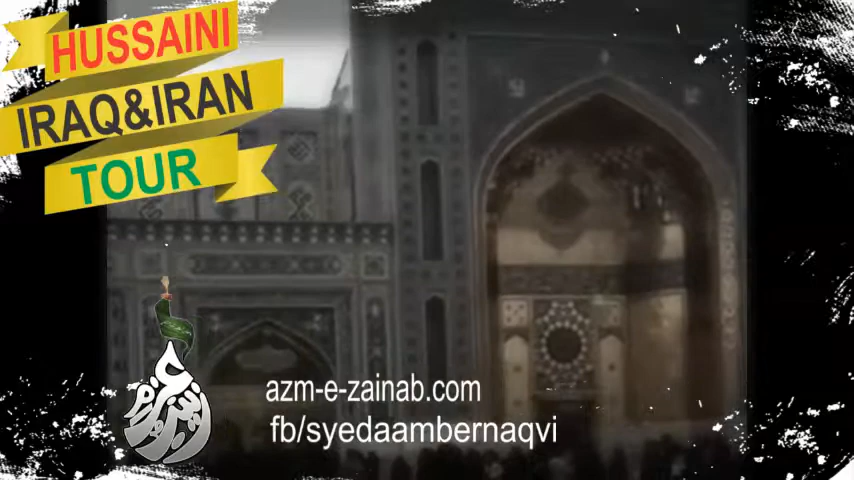 HUSSAINI
IRAQ&IRAN
TOUR
azm-e-zainab.com
fb/syedaambernaqvi